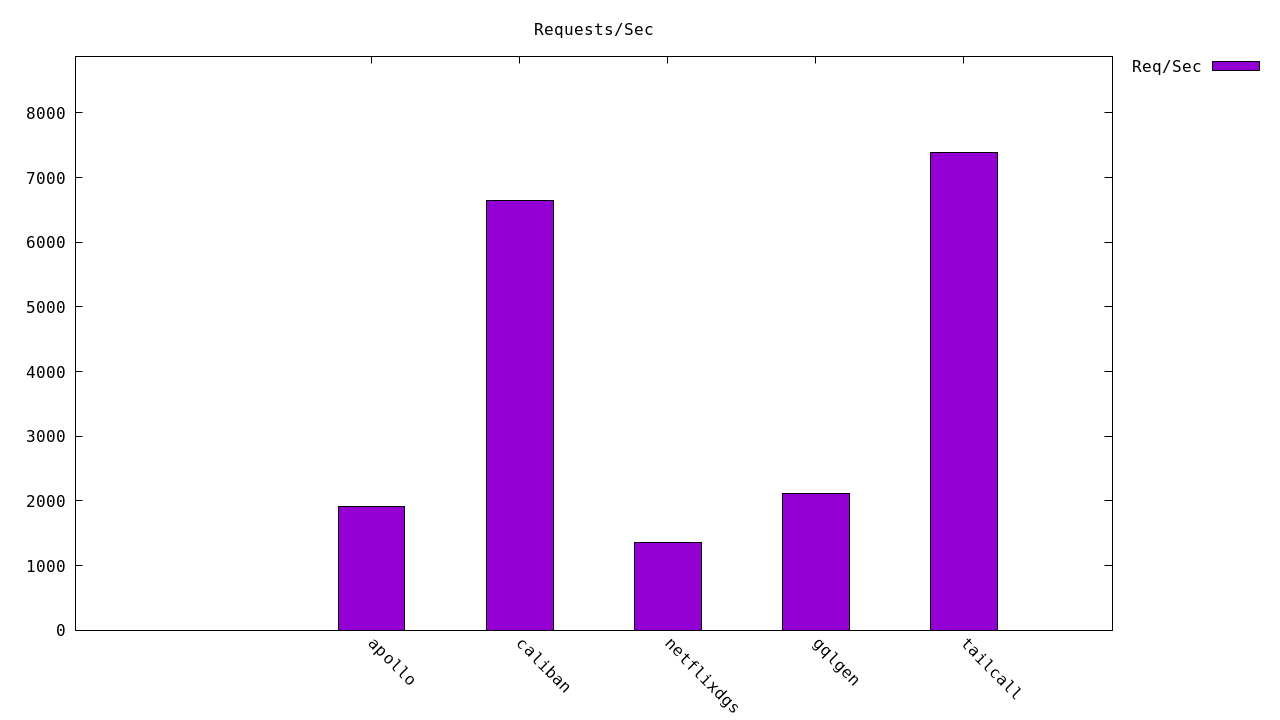 Requests/Sec
Req/Sec
8000
7000
6000
5000
4000
3000
2000
1000
0
apollo
caliban
netflixdgs
gqlgen
tailcall